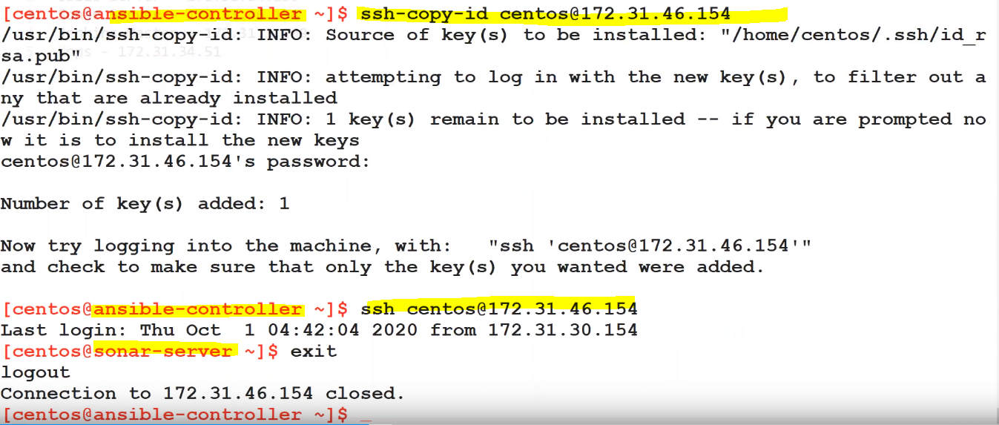 [centos@ansible-controller ~]$ ssh-copy-id centos@172.31.46.154
/usr/bin/ssh-copy-id: INFO: Source of key(s) to be installed: "/home/centos/.ssh/id_r
sa.pub"
- 172.31.34.51
/usr/bin/ssh-copy-id: INFO: attempting to log in with the new key(s), to filter out a
ny that are already installed
/usr/bin/ssh-copy-id: INFO: 1 key(s) remain to be installed -- if you are prompted no
w it is to install the new keys
centos@172.31.46.154's password:
Number of key(s) added: 1
Now try logging into the machine, with:   "ssh 'centos@172.31.46.154'"
and check to make sure that only the key(s) you wanted were added.
[centos@ansible-controller ~]$ ssh centos@172.31.46.154
Last login: Thu Oct  1 04:42:04 2020 from 172.31.30.154
[centos@sonar-server ~]$ exit
logout
Connection to 172.31.46.154 closed.
[centos@ansible-controller ~]$ _